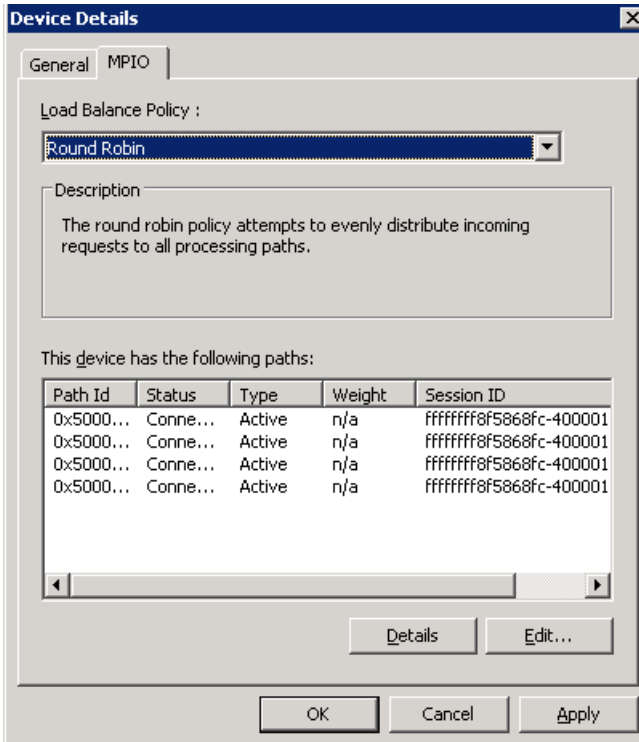 Device Details
General MPIO
Load Balance Policy :
Round Robin
Description
The round robin policy attempts to evenly distribute incoming
requests to all processing paths.
This device has the following paths:
Path Id Status Type Weight Session ID
0x5000... Conne... Active n/a ffffffff8f5868fc-400001
0x5000... Conne... Active n/a ffffffff8f5868fc-400001
0x5000... Conne... Active n/a ffffffff8f5868fc-400001
0x5000... Conne... Active n/a ffffffff8f5868fc-400001
Details Edit...
OK Cancel Apply